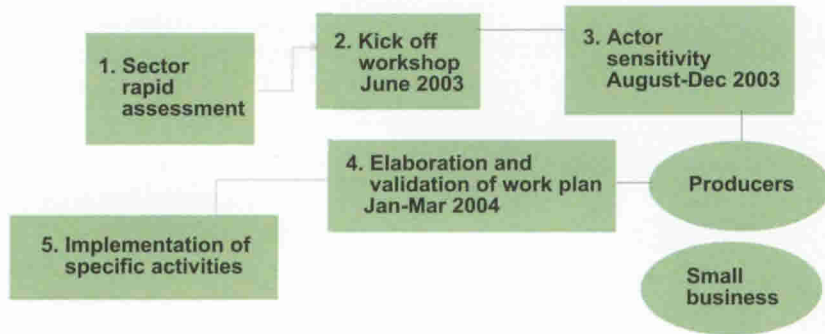 1. Sector
rapid
assessment
2. Kick off
workshop
June 2003
3. Actor
sensitivity
August-Dec 2003
4. Elaboration and
validation of work plan
Jan-Mar 2004
Producers
5. Implementation of
specific activities
Small
business